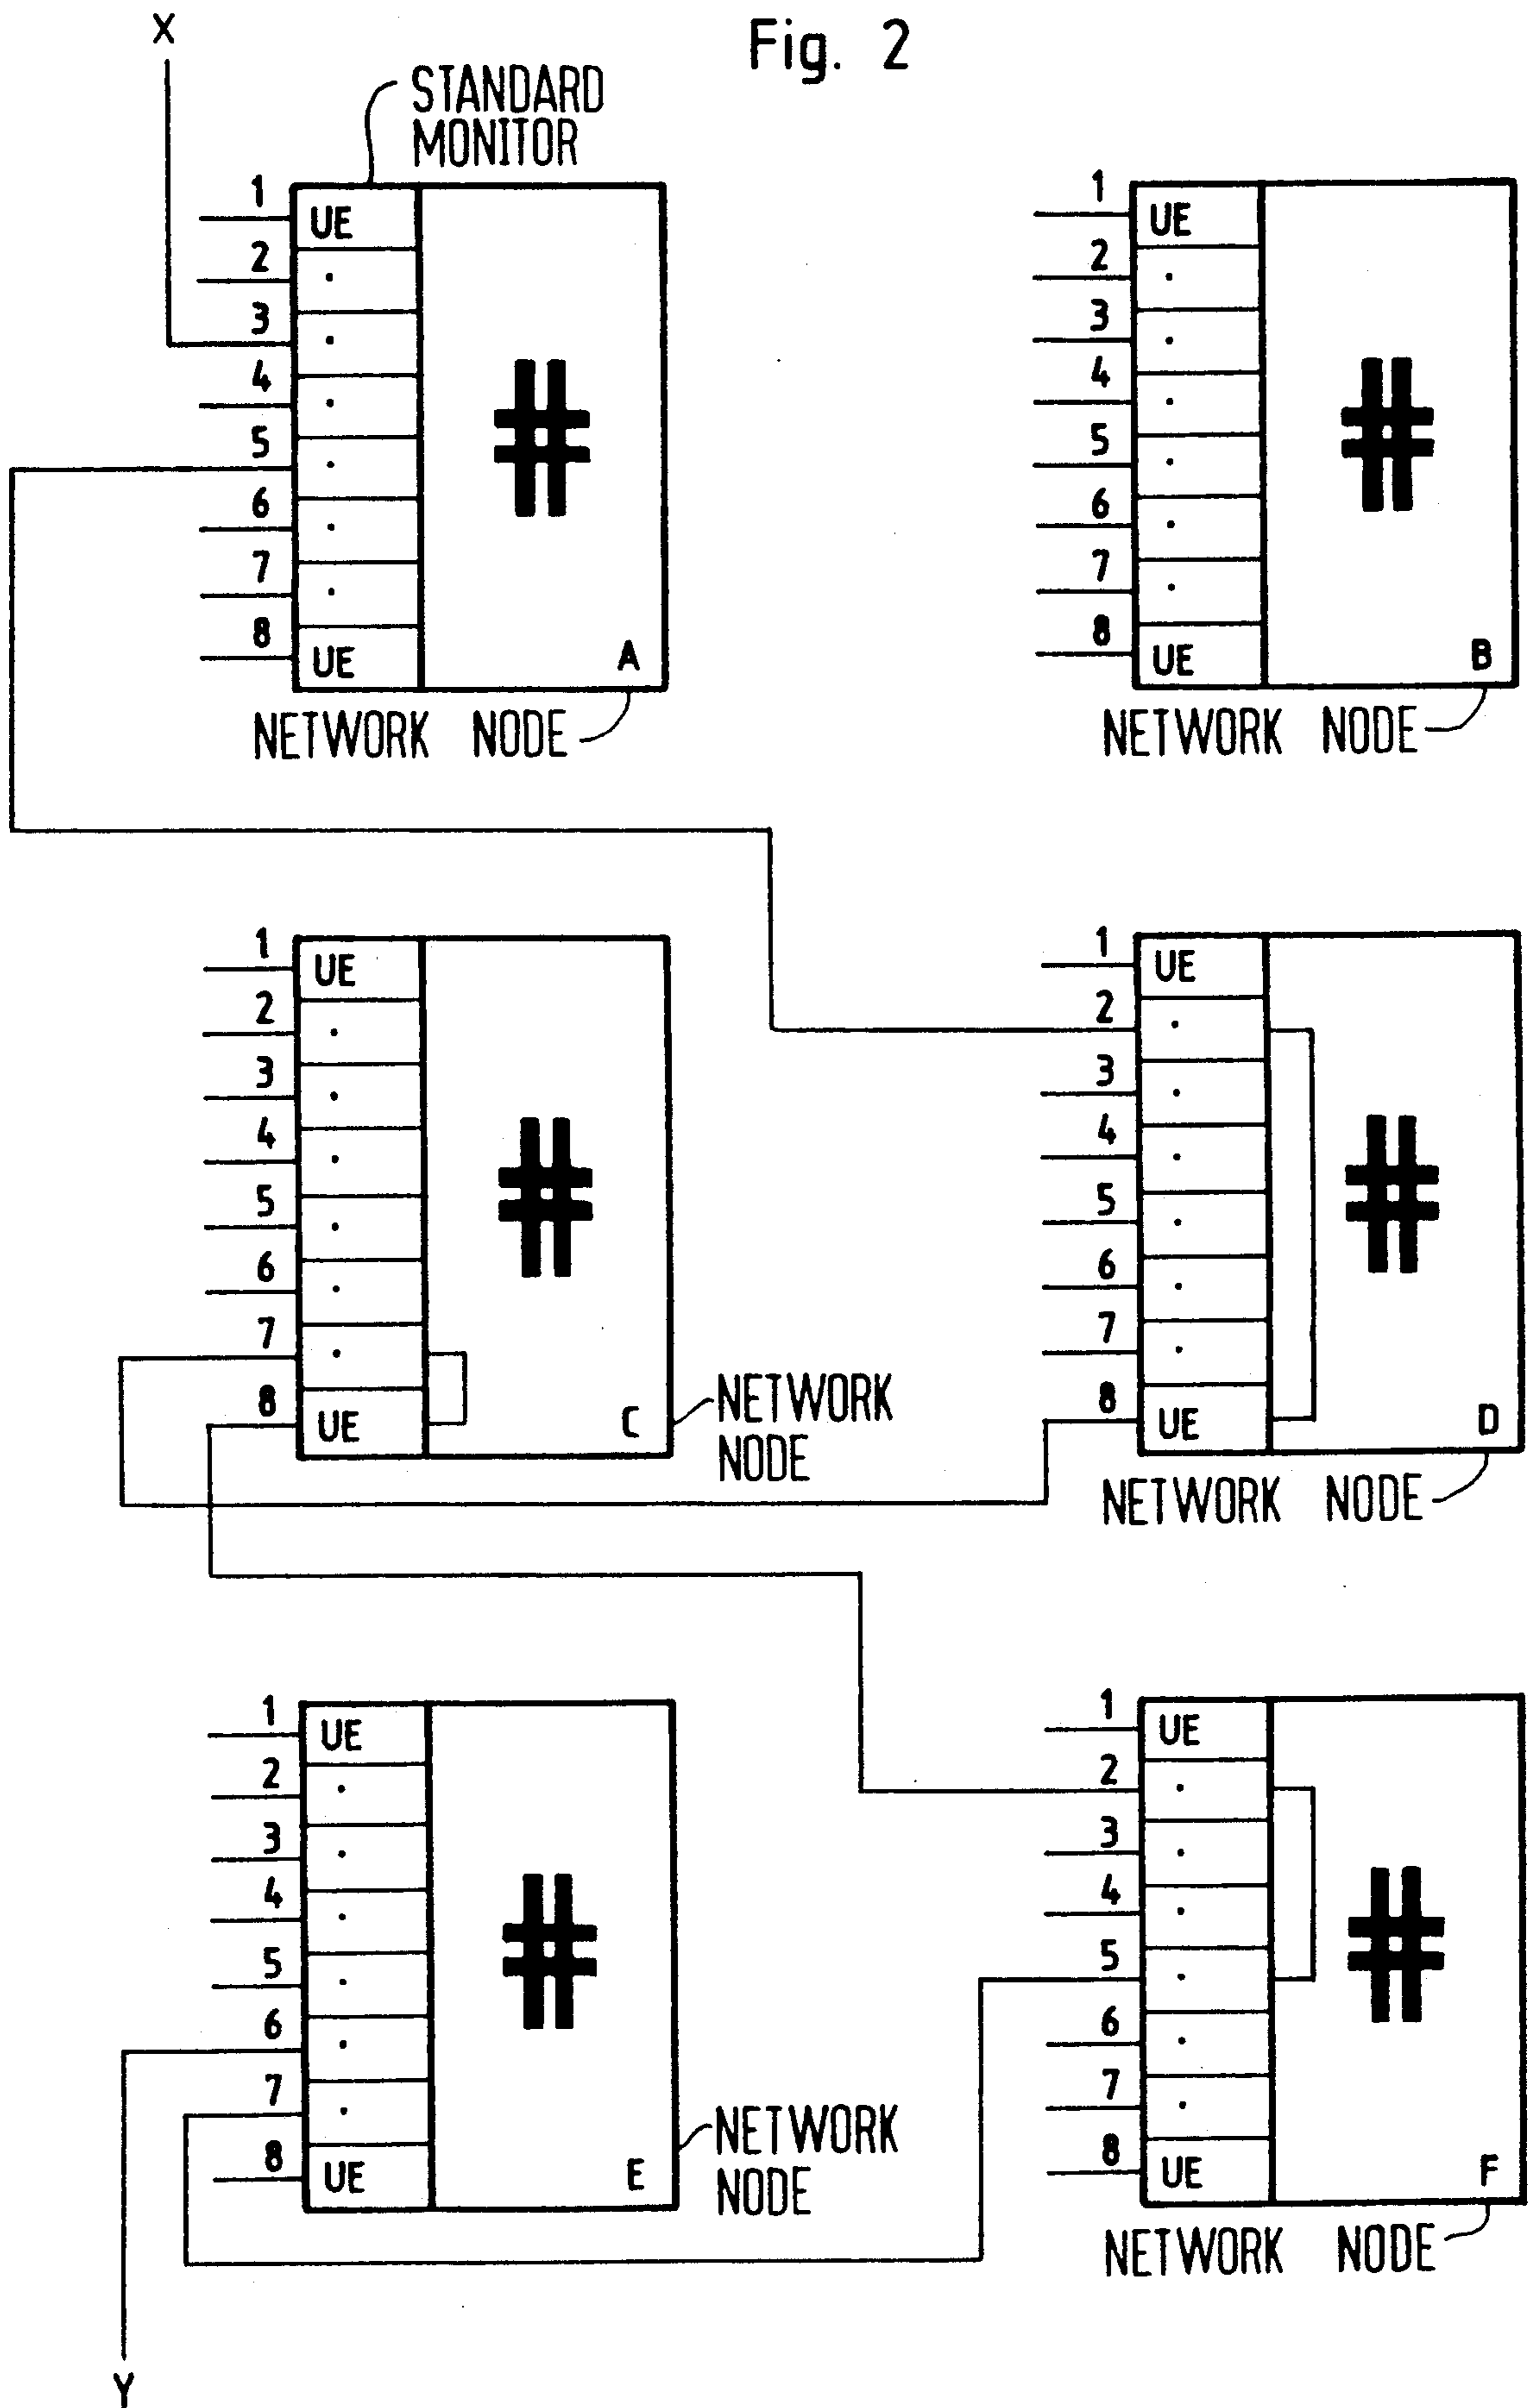 Fig. 2
X
STANDARD
MONITOR
1 UE
2
3
4
5
6
7
8 UE
A
NETWORK NODE
1 UE
2
3
4
5
6
7
8 UE
B
NETWORK NODE
1 UE
2
3
4
5
6
7
8 UE
C
NETWORK
NODE
1 UE
2
3
4
5
6
7
8 UE
D
NETWORK NODE
1 UE
2
3
4
5
6
7
8 UE
E
NETWORK
NODE
1 UE
2
3
4
5
6
7
8 UE
F
NETWORK NODE
Y